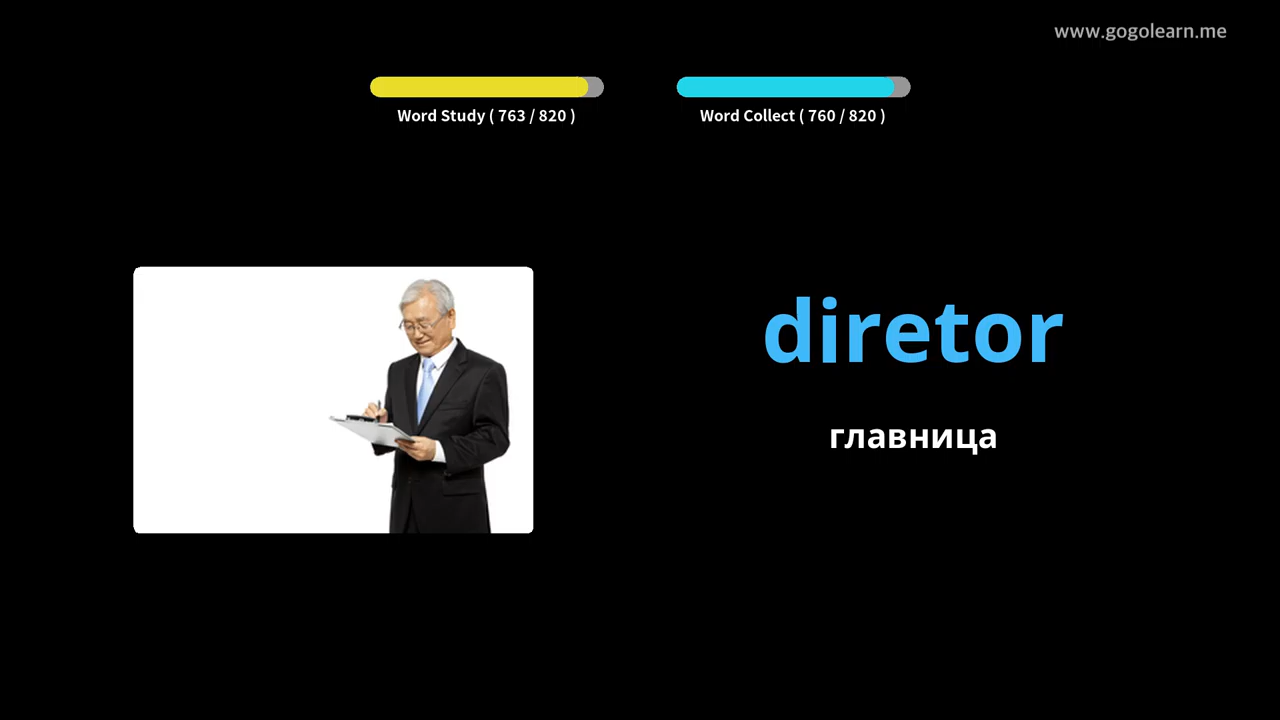 www.gogolearn.me
Word Study ( 763 / 820 )
Word Collect ( 760 / 820 )
diretor
главница